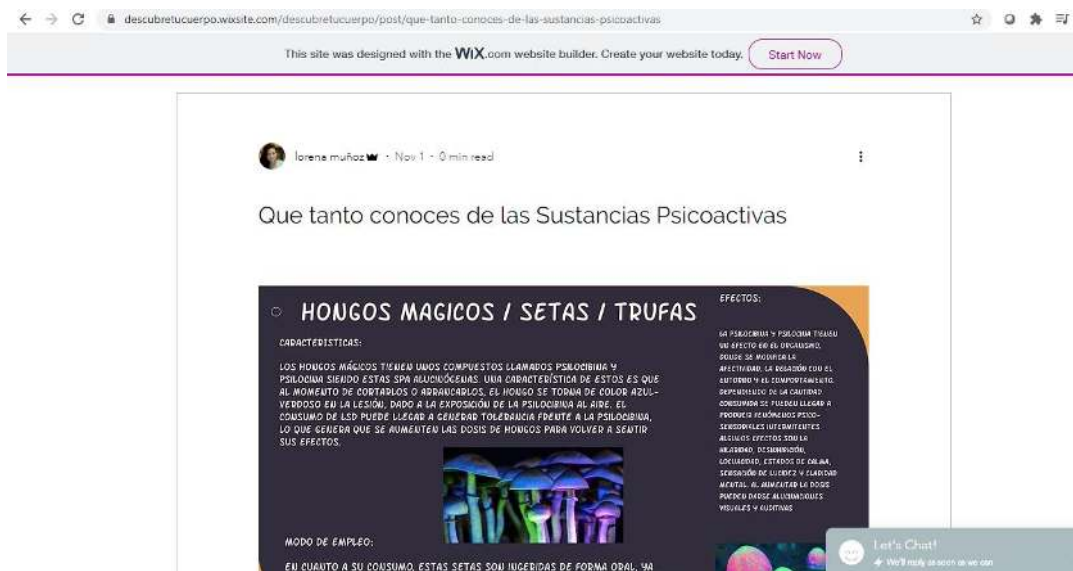 descubretucuerpo.wixsite.com/descubretucuerpo/post/que-tanto-conoces-de-las-sustancias-psicoactivas
This site was designed with the WiX.com website builder. Create your website today. Start Now
lorena muñoz · Nov 1 · 0 min read
Que tanto conoces de las Sustancias Psicoactivas
HONGOS MAGICOS / SETAS / TRUFAS
CARACTERISTICAS:
LOS HONGOS MÁGICOS TIENEN UNOS COMPUESTOS LLAMADOS PSILOCIBINA Y
PSILOCINA SIENDO ESTAS SPA ALUCINÓGENAS. UNA CARACTERÍSTICA DE ESTOS ES QUE
AL MOMENTO DE CORTARLOS O ARRANCARLOS, EL HONGO SE TORNA DE COLOR AZUL-
VERDOSO EN LA LESIÓN, DADO A LA EXPOSICIÓN DE LA PSILOCIBINA AL AIRE. EL
CONSUMO DE LSD PUEDE LLEGAR A GENERAR TOLERANCIA FRENTE A LA PSILOCIBINA,
LO QUE GENERA QUE SE AUMENTEN LAS DOSIS DE HONGOS PARA VOLVER A SENTIR
SUS EFECTOS.
MODO DE EMPLEO:
EN CUANTO A SU CONSUMO, ESTAS SETAS SON INGERIDAS DE FORMA ORAL, YA
EFECTOS:
LA PSILOCIBINA Y PSILOCINA TIENEN
UN EFECTO EN EL ORGANISMO,
DONDE SE MODIFICA LA
AFECTIVIDAD, LA RELACIÓN CON EL
ENTORNO Y EL COMPORTAMIENTO.
DEPENDIENDO DE LA CANTIDAD
CONSUMIDA SE PUEDEN LLEGAR A
PRODUCIR FENÓMENOS PSICO-
SENSORIALES INTERMITENTES
ALGUNOS EFECTOS SON LA
HILARIDAD, DESINHIBICIÓN,
LOCUACIDAD, ESTADOS DE CALMA,
SENSACIÓN DE LUCIDEZ Y CLARIDAD
MENTAL. AL AUMENTAR LA DOSIS
PUEDEN DARSE ALUCINACIONES
VISUALES Y AUDITIVAS
Let's Chat!
We'll reply as soon as we can